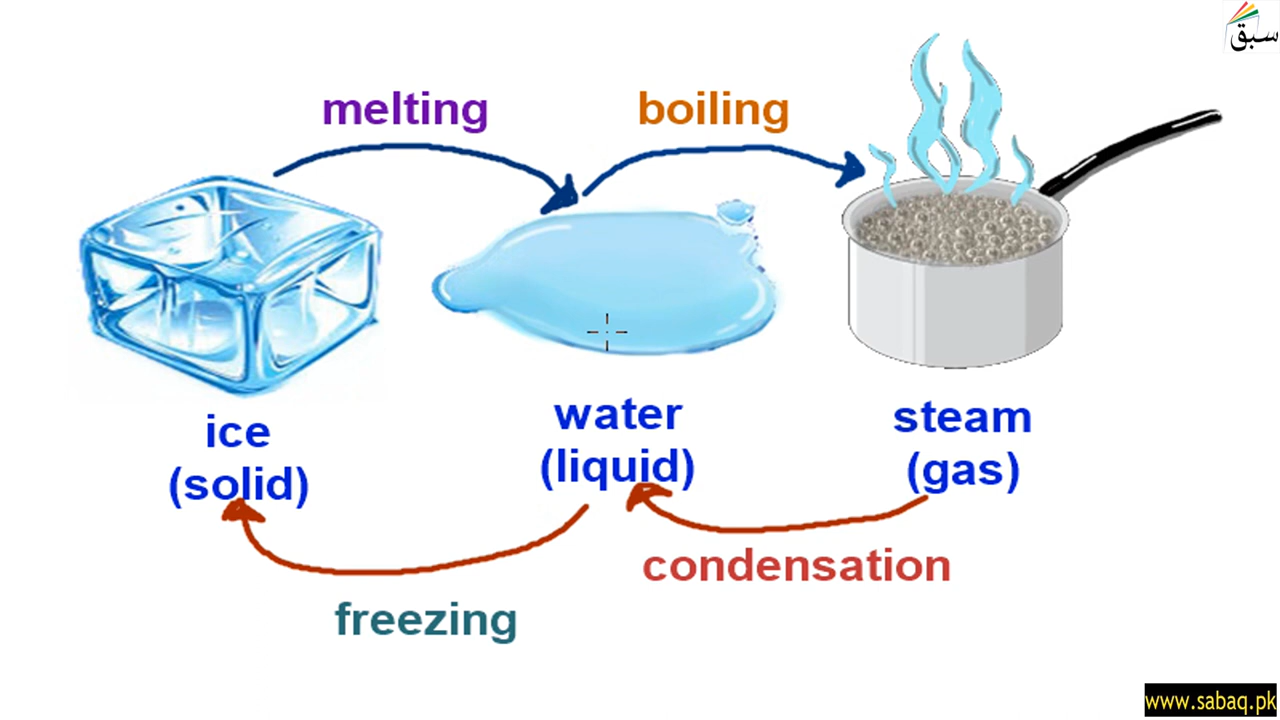 سبق
melting
boiling
ice
(solid)
water
(liquid)
steam
(gas)
condensation
freezing
www.sabaq.pk